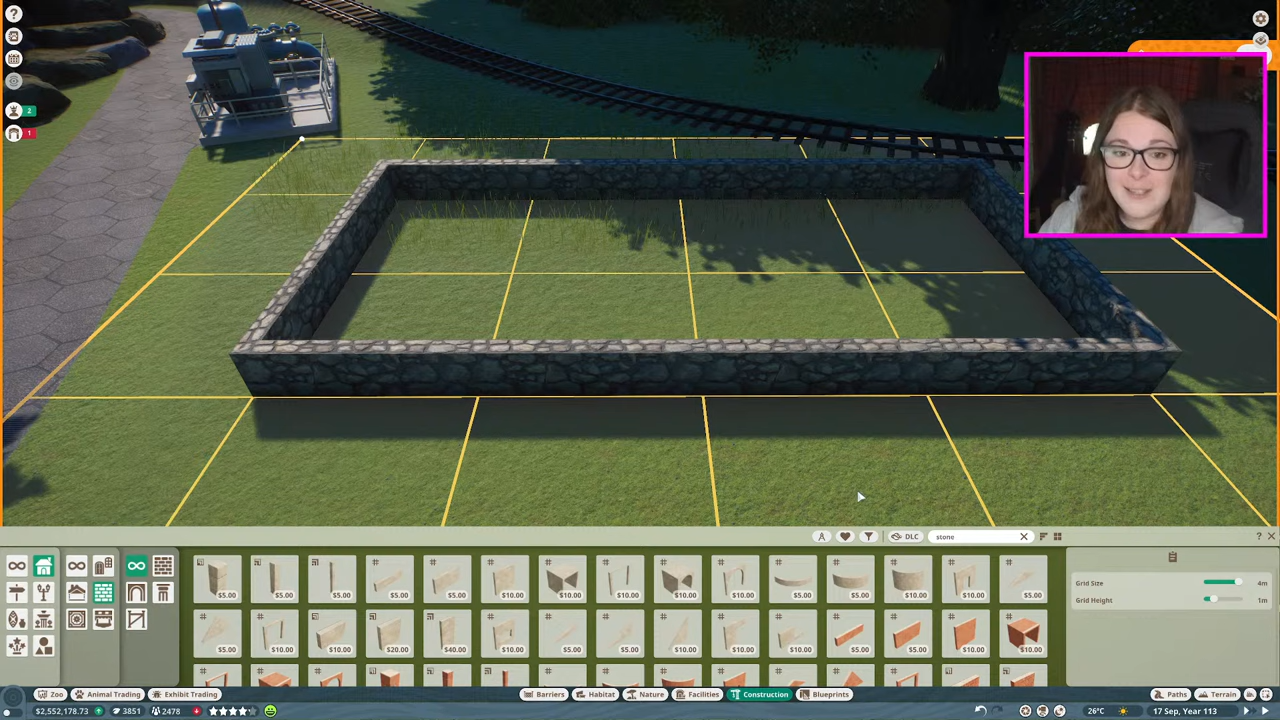 ?
2
1
DLC
stone
?
$5.00 $5.00 $5.00 $5.00 $5.00 $10.00 $10.00 $10.00 $10.00 $10.00 $5.00 $5.00 $10.00 $10.00 $5.00
$5.00 $10.00 $10.00 $20.00 $40.00 $10.00 $5.00 $5.00 $10.00 $10.00 $10.00 $5.00 $5.00 $10.00 $10.00
Grid Size 4m
Grid Height 1m
Zoo Animal Trading Exhibit Trading Barriers Habitat Nature Facilities Construction Blueprints Paths Terrain
$2,552,178.73 3851 2478 26°C 17 Sep, Year 113